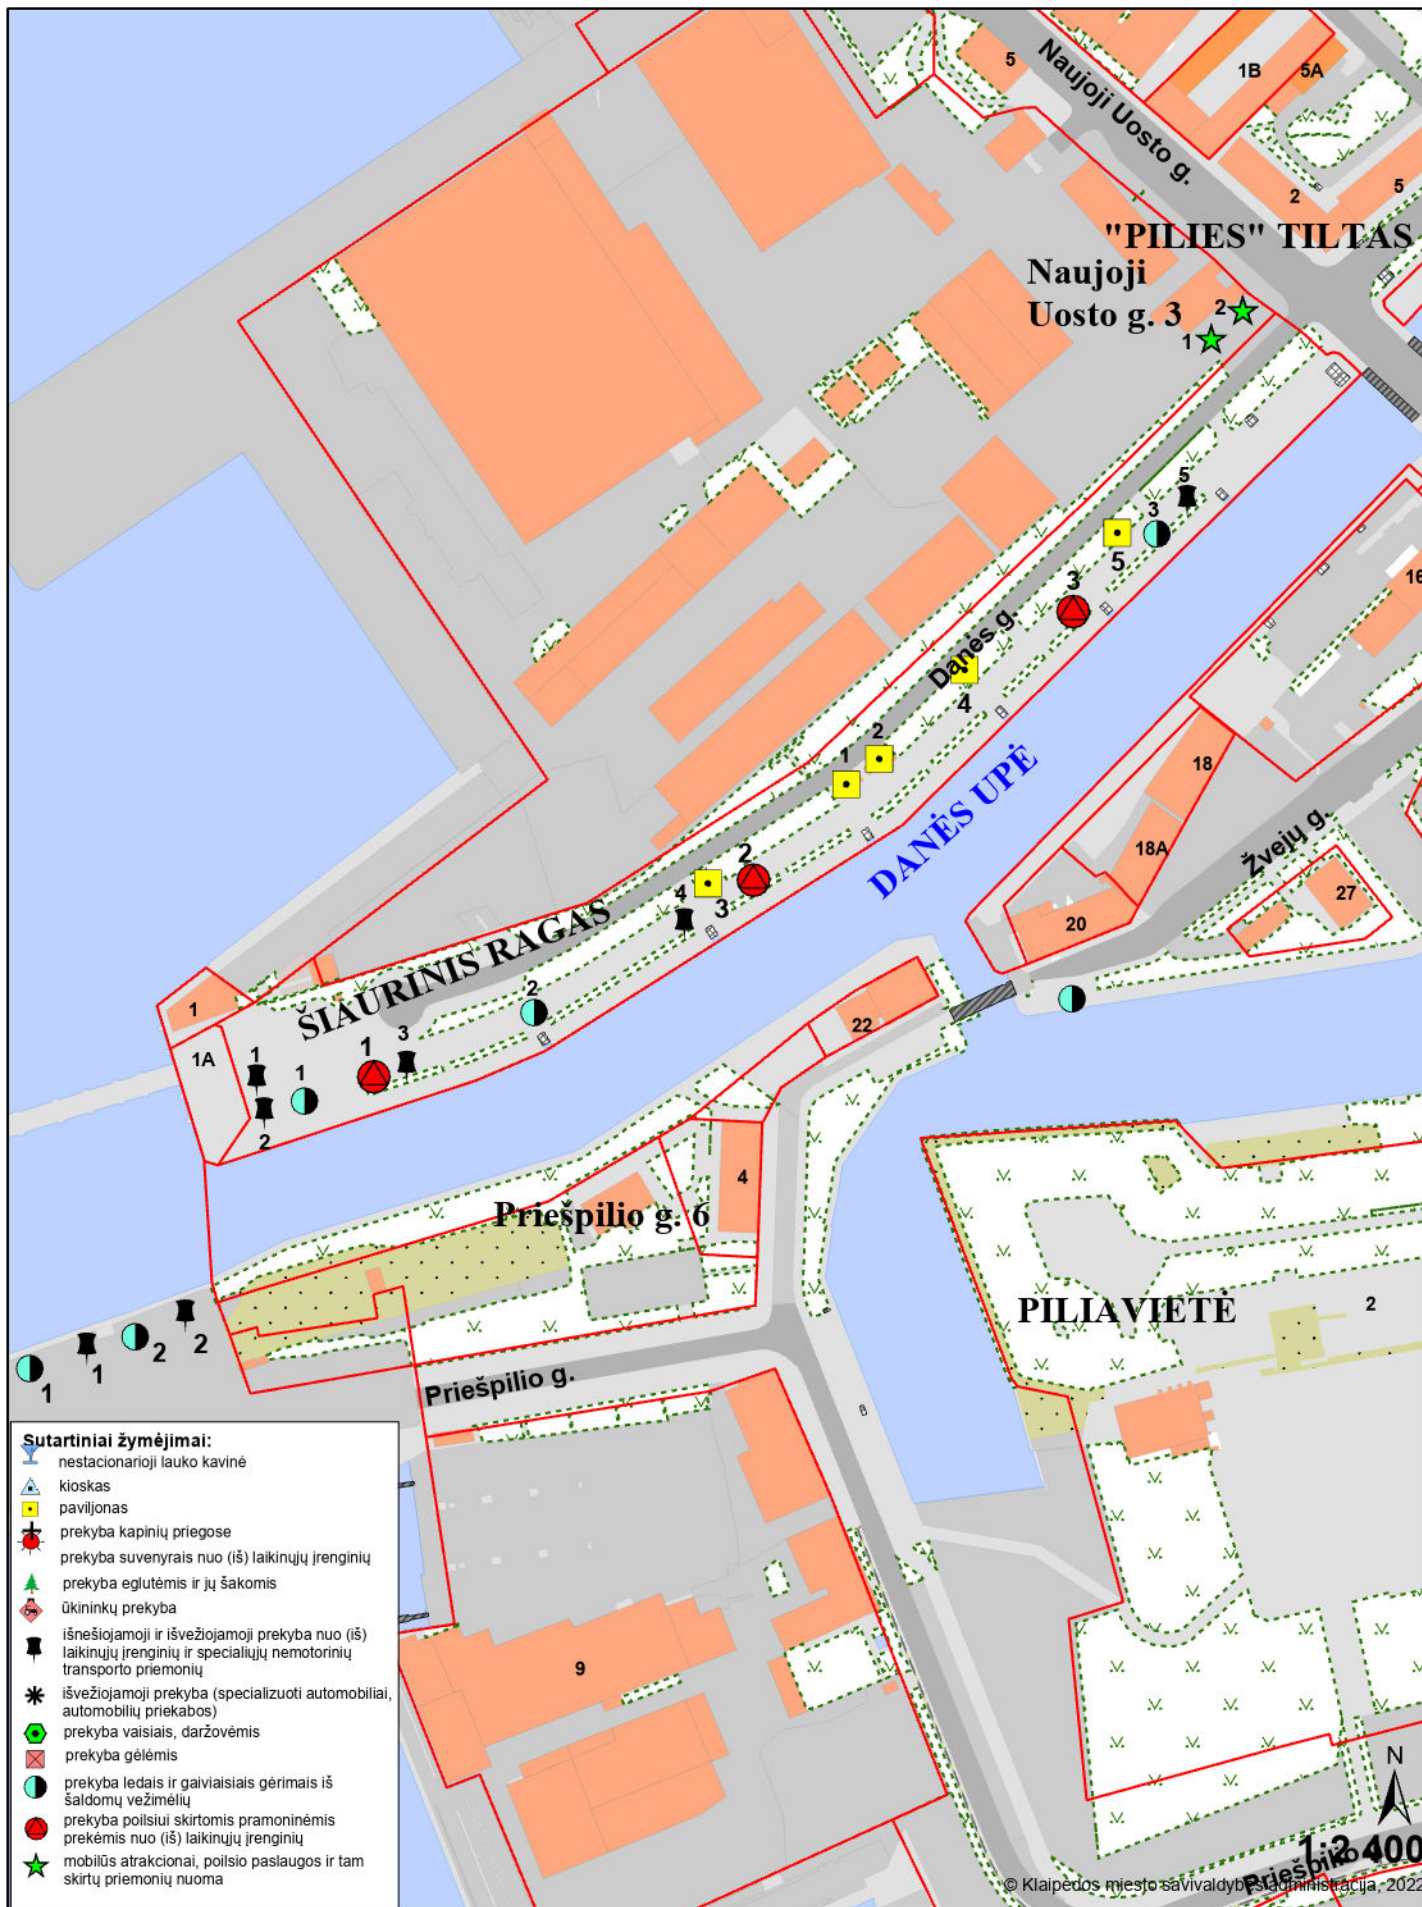 5
1B
5A
Naujoji Uosto g.
2
5
"PILIES" TILTAS
Naujoji
Uosto g. 3
2
1
5
3
5
3
16
Danės g.
4
2
1
DANĖS UPĖ
18
18A
Žvejų g.
27
20
2
4
3
ŠIAURINIS RAGAS
2
1
22
1A
1
1
3
1
2
4
Priešpilio g. 6
PILIAVIETĖ
2
2
2
1
1
Priešpilio g.
9
Sutartiniai žymėjimai:
nestacionarioji lauko kavinė
kioskas
paviljonas
prekyba kapinių priegose
prekyba suvenyrais nuo (iš) laikinųjų įrenginių
prekyba eglutėmis ir jų šakomis
ūkininkų prekyba
išnešiojamoji ir išvežiojamoji prekyba nuo (iš)
laikinųjų įrenginių ir specialiųjų nemotorinių
transporto priemonių
išvežiojamoji prekyba (specializuoti automobiliai,
automobilių priekabos)
prekyba vaisiais, daržovėmis
prekyba gėlėmis
prekyba ledais ir gaiviaisiais gėrimais iš
šaldomų vežimėlių
prekyba poilsiui skirtomis pramoninėmis
prekėmis nuo (iš) laikinųjų įrenginių
mobilūs atrakcionai, poilsio paslaugos ir tam
skirtų priemonių nuoma
N
1:2 400
Priešpilio g.
© Klaipėdos miesto savivaldybės administracija, 2022